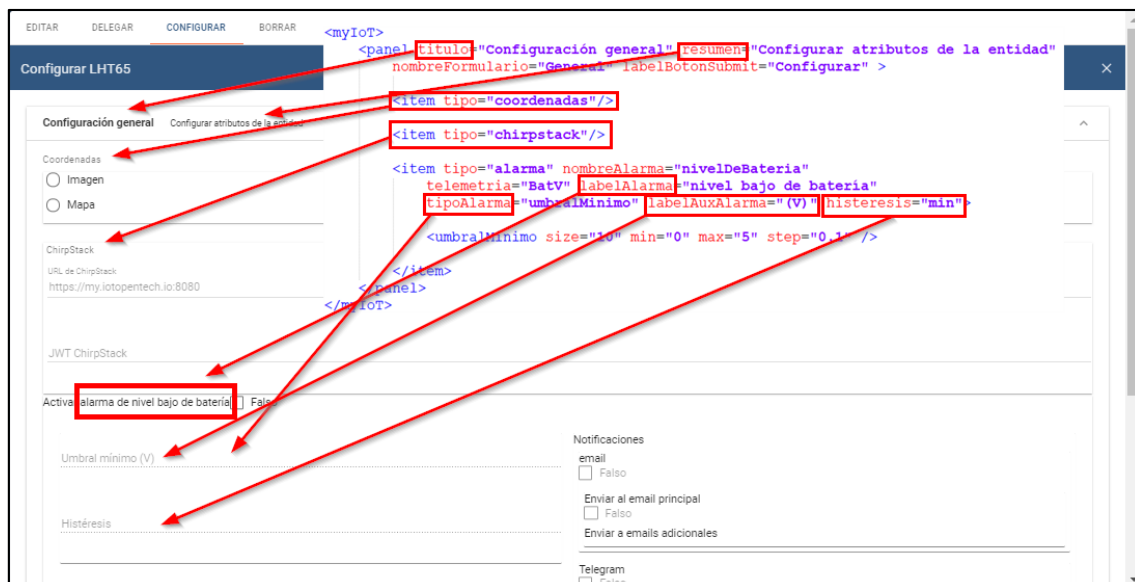 EDITAR DELEGAR CONFIGURAR BORRAR
<myIoT>
<panel titulo="Configuración general" resumen="Configurar atributos de la entidad"
nombreFormulario="General" labelBotonSubmit="Configurar" >
Configurar LHT65
<item tipo="coordenadas"/>
Configuración general Configurar atributos de la entidad
<item tipo="chirpstack"/>
Coordenadas
Imagen
Mapa
<item tipo="alarma" nombreAlarma="nivelDeBateria"
telemetria="BatV" labelAlarma="nivel bajo de batería"
tipoAlarma="umbralMinimo" labelAuxAlarma="(V)" histeresis="min">
<umbralMinimo size="10" min="0" max="5" step="0,1" />
</item>
</panel>
</myIoT>
ChirpStack
URL de ChirpStack
https://my.iotopentech.io:8080
JWT ChirpStack
Activar alarma de nivel bajo de batería Falso
Umbral mínimo (V)
Histéresis
Notificaciones
email
Falso
Enviar al email principal
Falso
Enviar a emails adicionales
Telegram
Falso